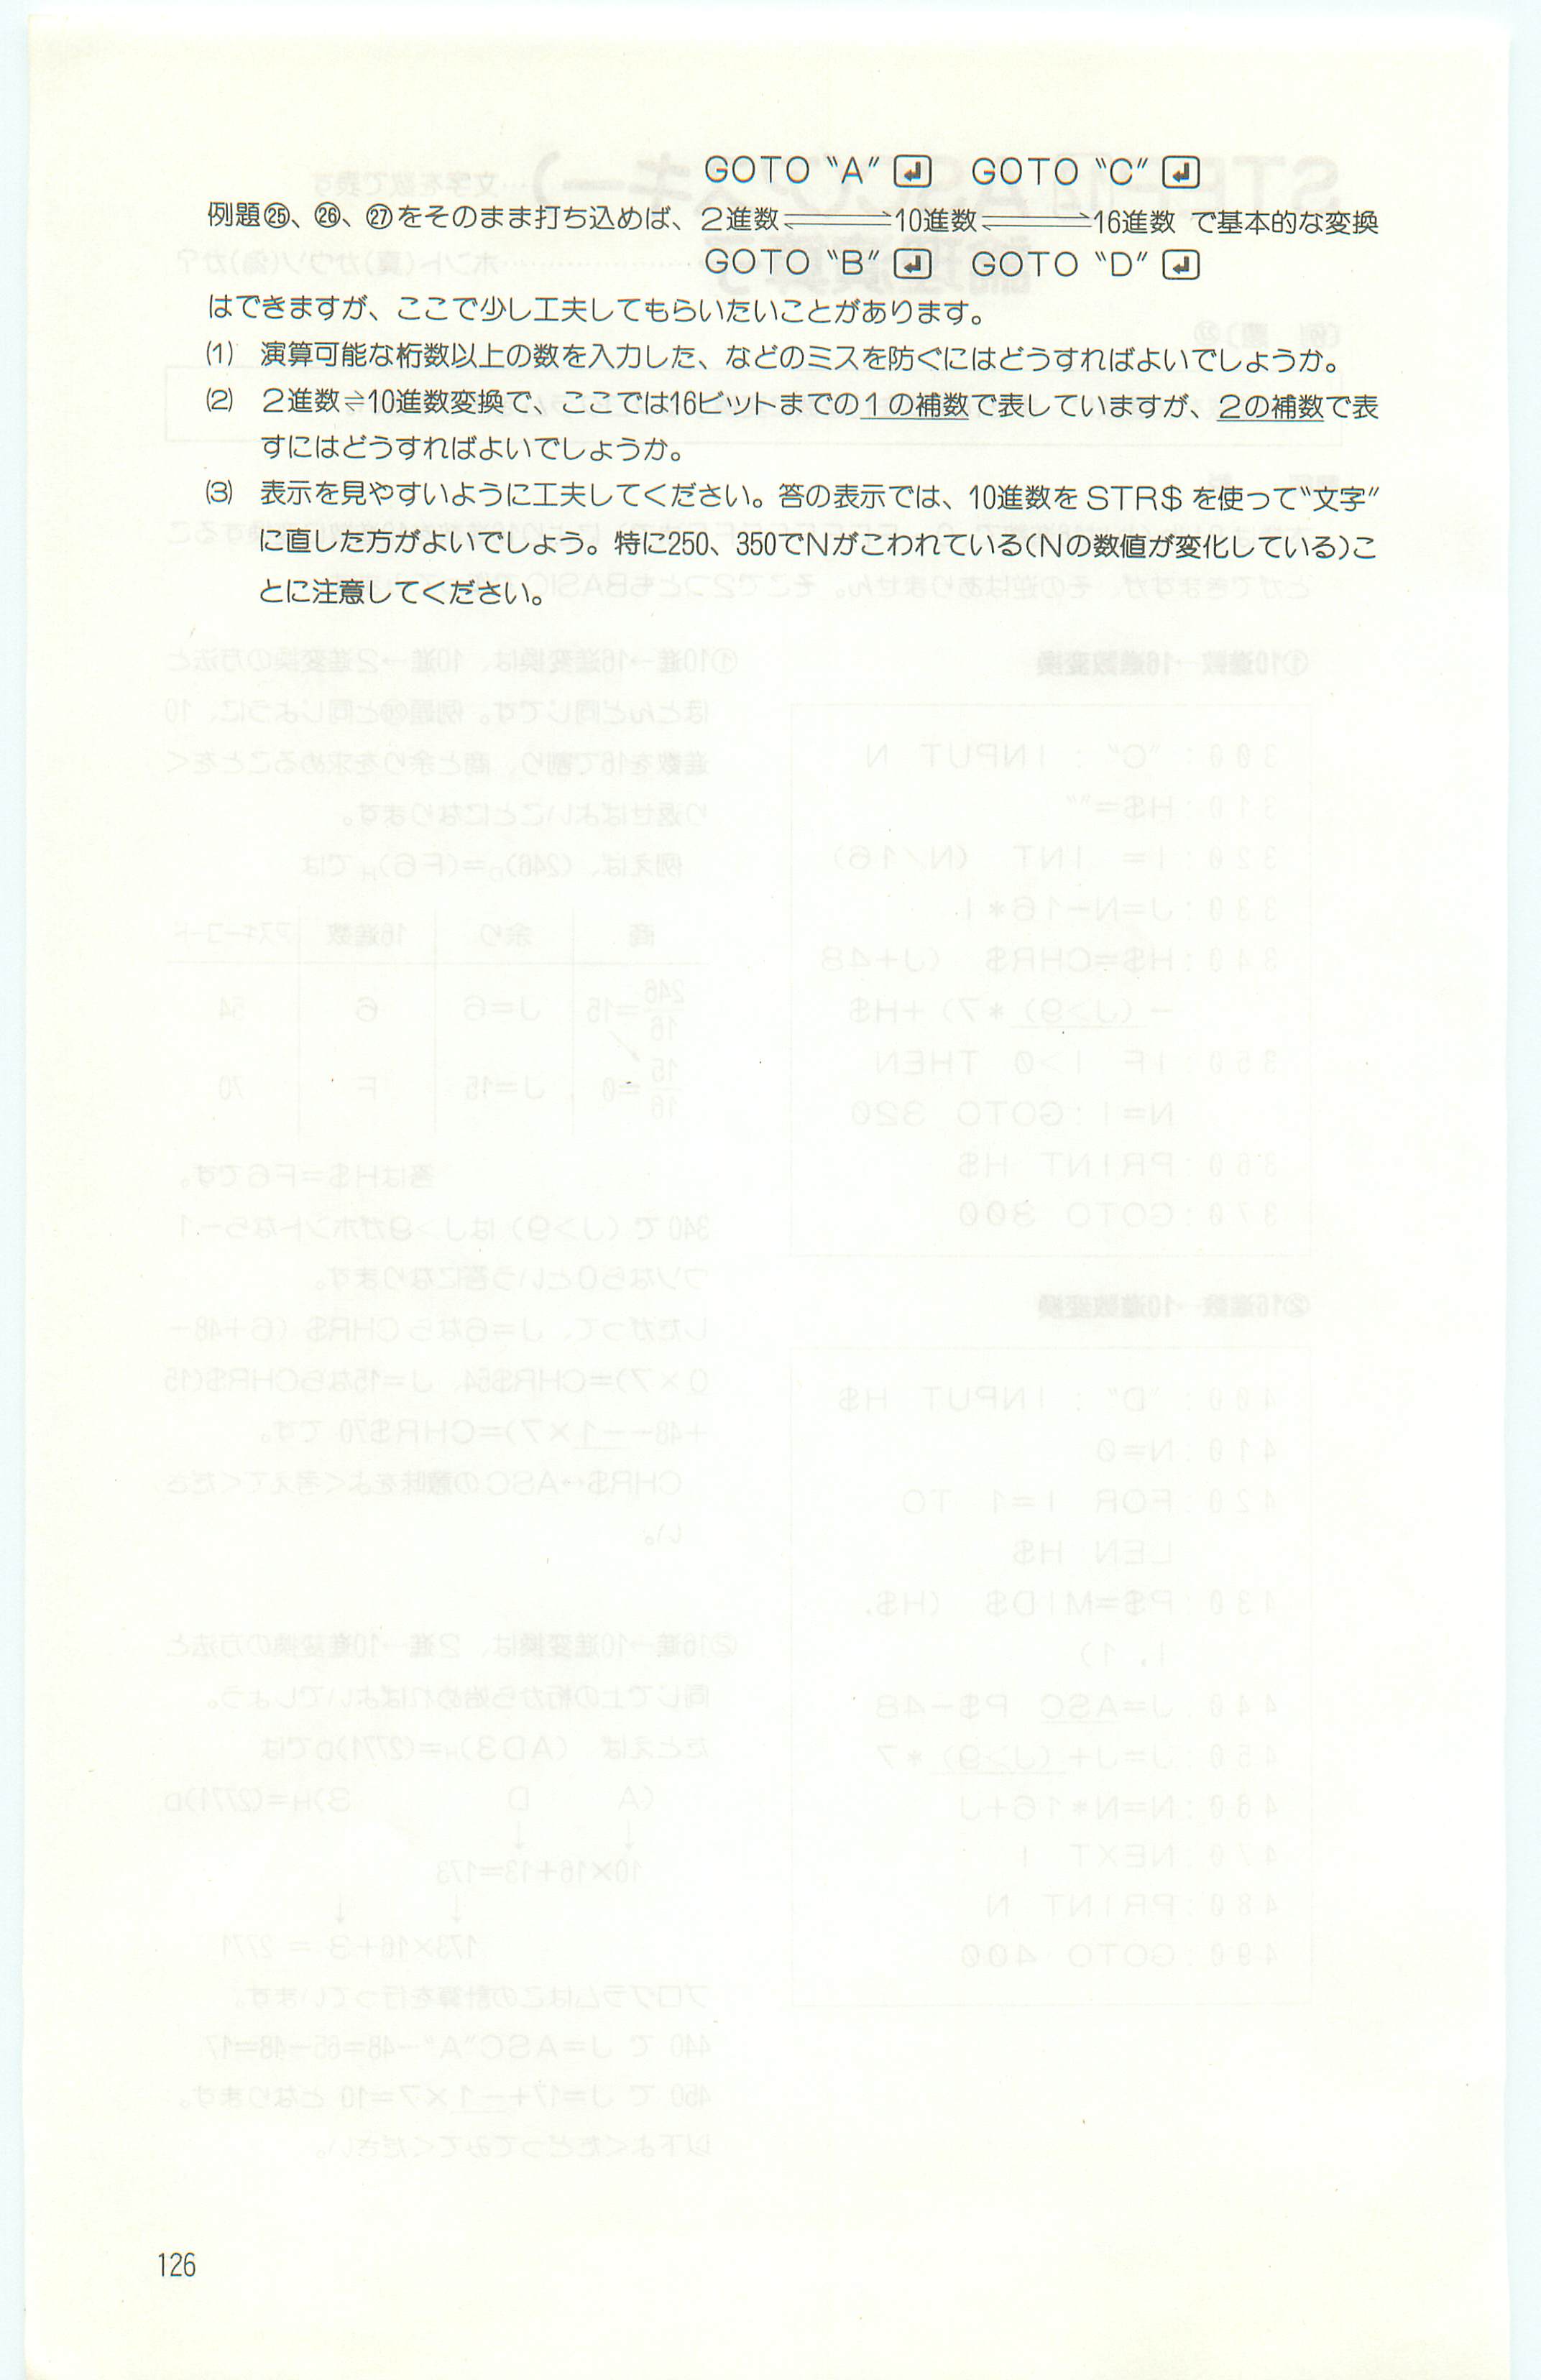 GOTO “A” ↵　GOTO “C” ↵
例題㉕、㉖、㉗をそのまま打ち込めば、2進数⇌10進数⇌16進数 で基本的な変換
GOTO “B” ↵　GOTO “D” ↵
はできますが、ここで少し工夫してもらいたいことがあります。
(1)　演算可能な桁数以上の数を入力した、などのミスを防ぐにはどうすればよいでしょうか。
(2)　2進数⇌10進数変換で、ここでは16ビットまでの1の補数で表していますが、2の補数で表
すにはどうすればよいでしょうか。
(3)　表示を見やすいように工夫してください。答の表示では、10進数をSTR$を使って“文字”
に直した方がよいでしょう。特に250、350でNがこわれている(Nの数値が変化している)こ
とに注意してください。
126